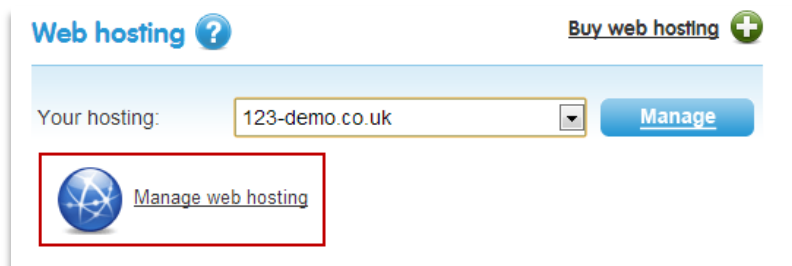 Web hosting ?
Buy web hosting
Your hosting:
123-demo.co.uk
Manage
Manage web hosting